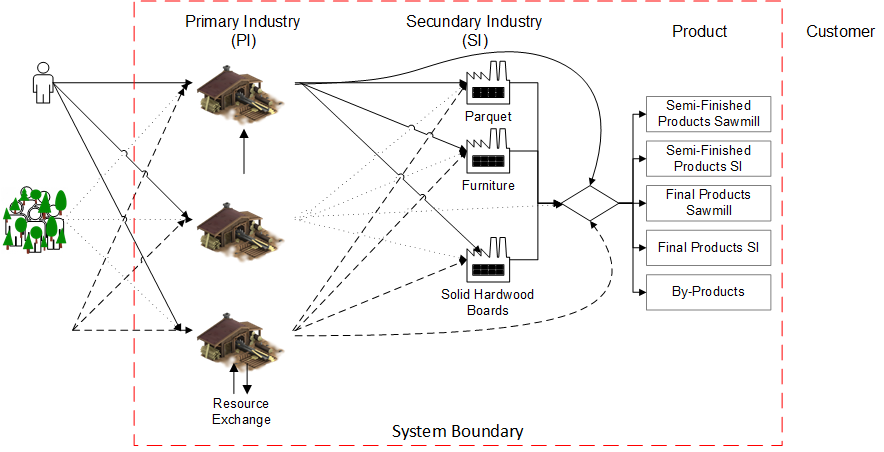 Primary Industry
(PI)
Secundary Industry
(SI)
Product
Customer
Parquet
Furniture
Solid Hardwood
Boards
Semi-Finished
Products Sawmill
Semi-Finished
Products SI
Final Products
Sawmill
Final Products SI
By-Products
Resource
Exchange
System Boundary